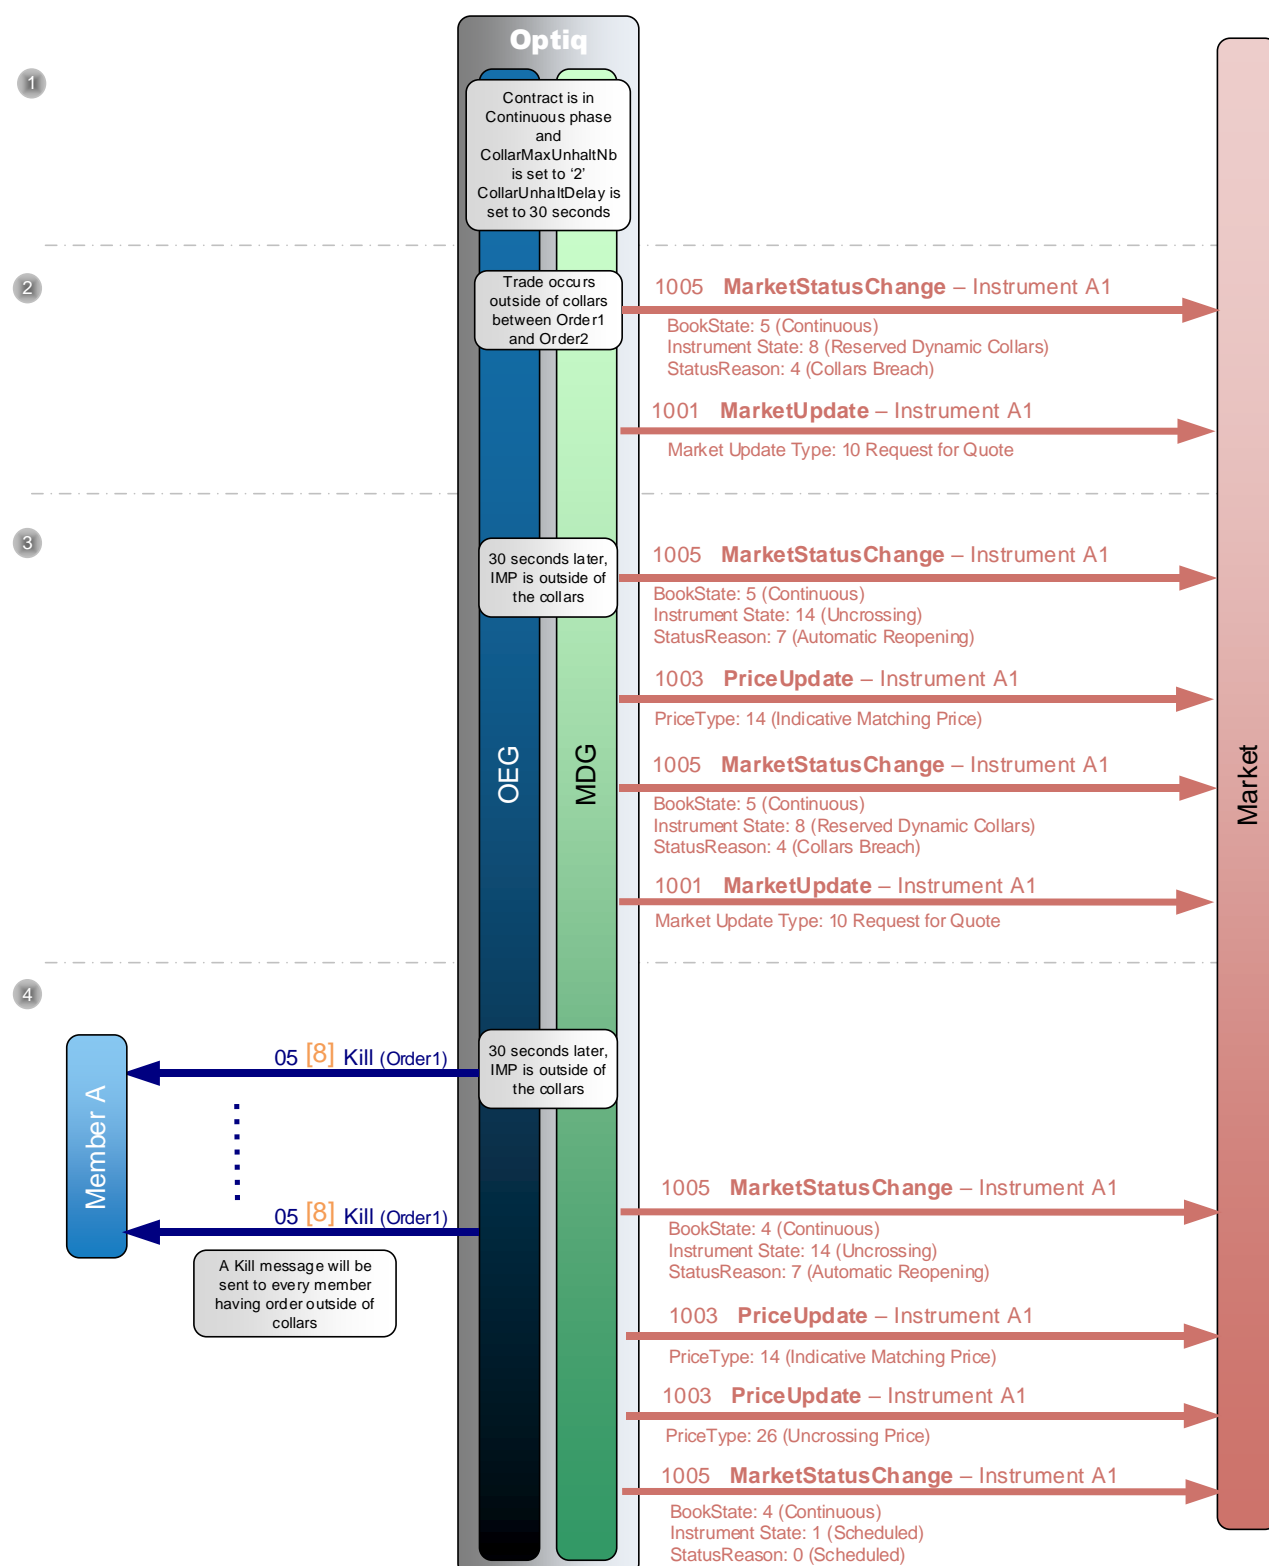 Optiq
1
Contract is in
Continuous phase
and
CollarMaxUnhaltNb
is set to ‘2’
CollarUnhaltDelay is
set to 30 seconds
2
Trade occurs
outside of collars
between Order1
and Order2
1005 MarketStatusChange – Instrument A1
BookState: 5 (Continuous)
Instrument State: 8 (Reserved Dynamic Collars)
StatusReason: 4 (Collars Breach)
1001 MarketUpdate – Instrument A1
Market Update Type: 10 Request for Quote
3
30 seconds later,
IMP is outside of
the collars
1005 MarketStatusChange – Instrument A1
BookState: 5 (Continuous)
Instrument State: 14 (Uncrossing)
StatusReason: 7 (Automatic Reopening)
1003 PriceUpdate – Instrument A1
PriceType: 14 (Indicative Matching Price)
OEG
MDG
Market
1005 MarketStatusChange – Instrument A1
BookState: 5 (Continuous)
Instrument State: 8 (Reserved Dynamic Collars)
StatusReason: 4 (Collars Breach)
1001 MarketUpdate – Instrument A1
Market Update Type: 10 Request for Quote
4
Member A
05 [8] Kill (Order1)
30 seconds later,
IMP is outside of
the collars
05 [8] Kill (Order1)
A Kill message will be
sent to every member
having order outside of
collars
1005 MarketStatusChange – Instrument A1
BookState: 4 (Continuous)
Instrument State: 14 (Uncrossing)
StatusReason: 7 (Automatic Reopening)
1003 PriceUpdate – Instrument A1
PriceType: 14 (Indicative Matching Price)
1003 PriceUpdate – Instrument A1
PriceType: 26 (Uncrossing Price)
1005 MarketStatusChange – Instrument A1
BookState: 4 (Continuous)
Instrument State: 1 (Scheduled)
StatusReason: 0 (Scheduled)